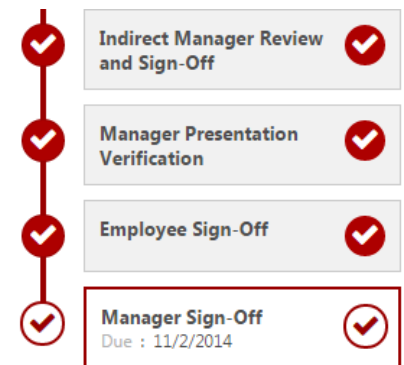 Indirect Manager Review
and Sign-Off
Manager Presentation
Verification
Employee Sign-Off
Manager Sign-Off
Due : 11/2/2014